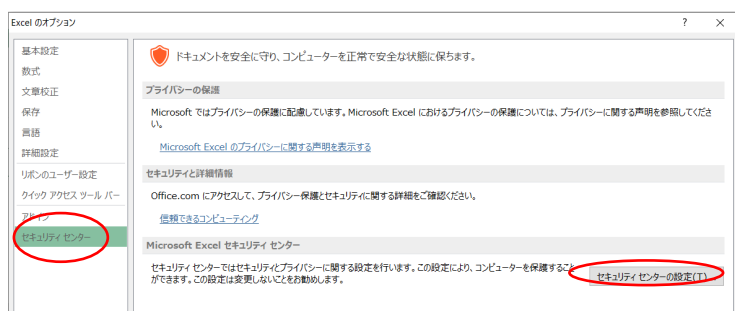 Excel のオプション ? ×
基本設定
数式
文章校正
保存
言語
詳細設定
リボンのユーザー設定
クイック アクセス ツール バー
アドイン
セキュリティ センター
ドキュメントを安全に守り、コンピューターを正常で安全な状態に保ちます。
プライバシーの保護
Microsoft ではプライバシーの保護に配慮しています。Microsoft Excel におけるプライバシーの保護については、プライバシーに関する声明を参照してくださ
い。
Microsoft Excel のプライバシーに関する声明を表示する
セキュリティと詳細情報
Office.com にアクセスして、プライバシー保護とセキュリティに関する詳細をご確認ください。
信頼できるコンピューティング
Microsoft Excel セキュリティ センター
セキュリティ センターではセキュリティとプライバシーに関する設定を行います。この設定により、コンピューターを保護すること
ができます。この設定は変更しないことをお勧めします。
セキュリティ センターの設定(T)...